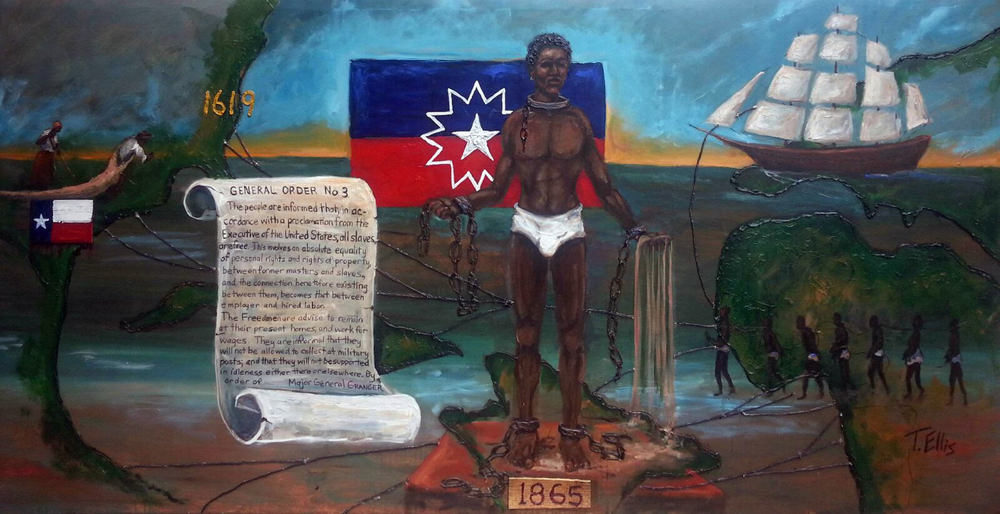 1619
GENERAL ORDER No 3
The people are informed that, in ac-
cordance with a proclamation from the
Executive of the United States, all slaves
are free. This involves an absolute equality
of personal rights and rights of property,
between former masters and slaves,
and the connection heretofore existing
between them, becomes that between
employer and hired labor.
The Freedmen are advise to remain
at their present homes, and work for
wages. They are informal that they
will not be allowed to collect at military
posts; and that they will not be supported
in idleness either there or elsewhere. By
order of Major General GRANGER
1865
T. Ellis